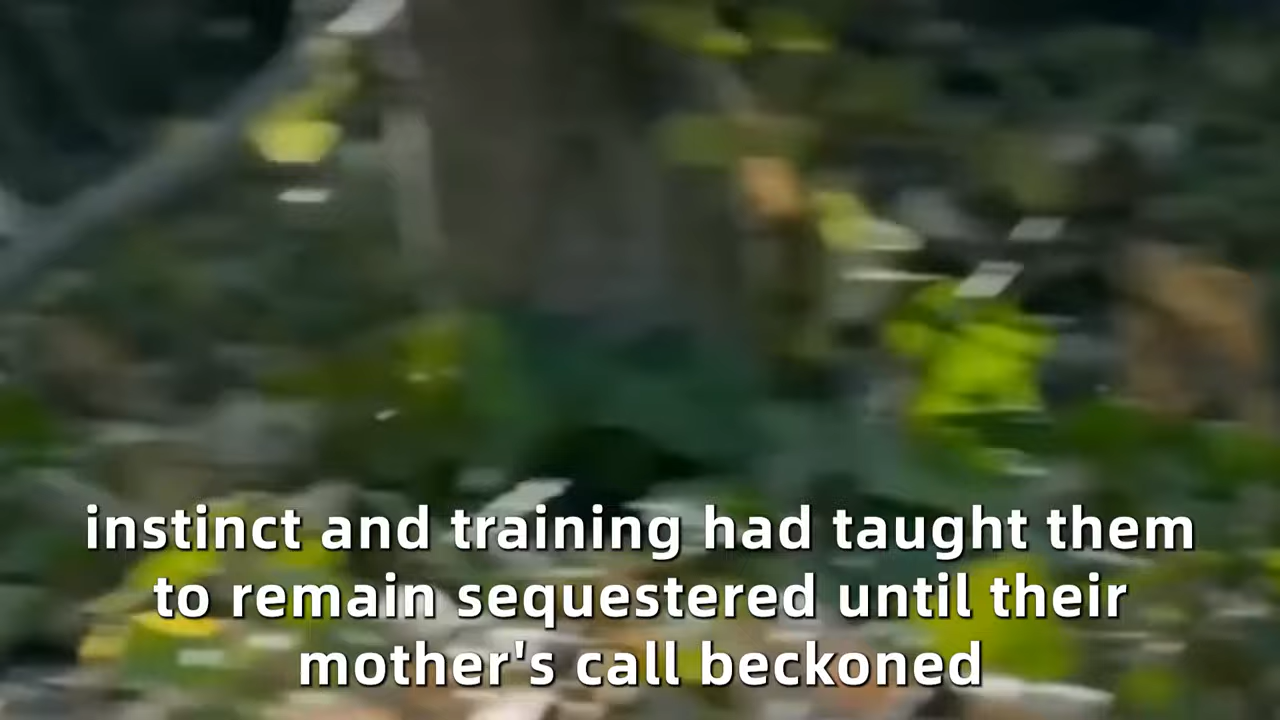 instinct and training had taught them
to remain sequestered until their
mother's call beckoned